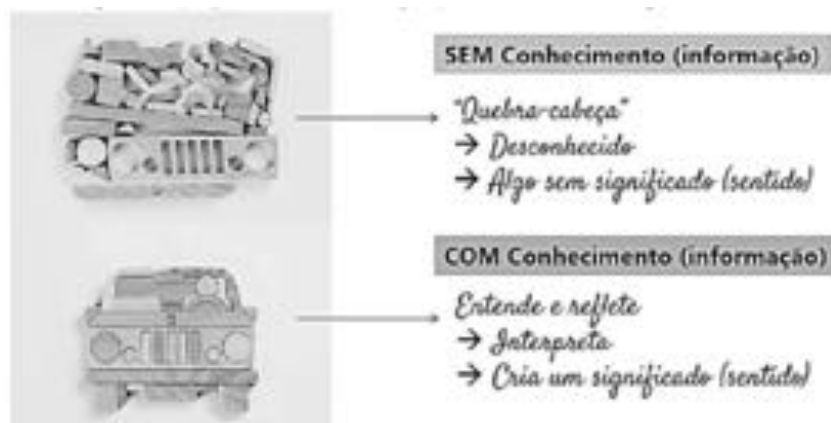 SEM Conhecimento (informação)
"Quebra-cabeça"
→ Desconhecido
→ Algo sem significado (sentido)
COM Conhecimento (informação)
Entende e reflete
→ Interpreta
→ Cria um significado (sentido)